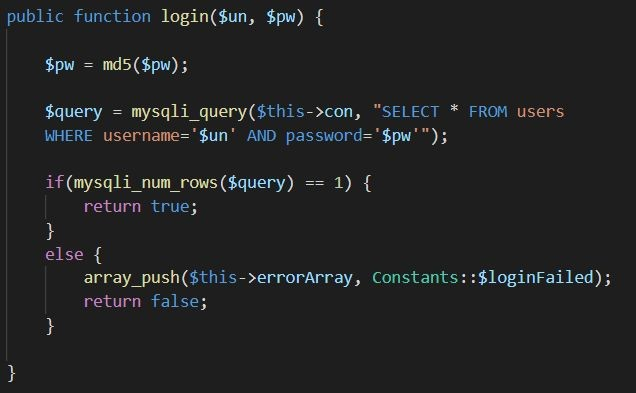 public function login($un, $pw) {
$pw = md5($pw);
$query = mysqli_query($this->con, "SELECT * FROM users
WHERE username='$un' AND password='$pw'");
if(mysqli_num_rows($query) == 1) {
return true;
}
else {
array_push($this->errorArray, Constants::$loginFailed);
return false;
}
}